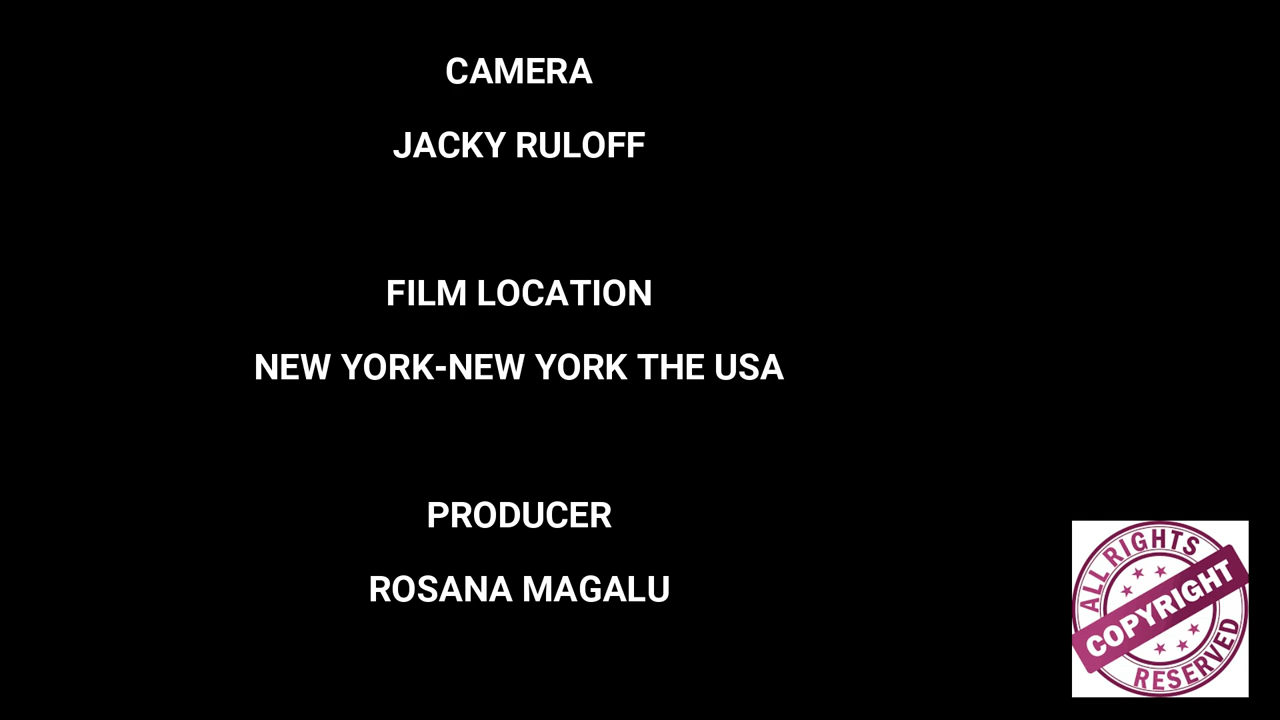 CAMERA
JACKY RULOFF
FILM LOCATION
NEW YORK-NEW YORK THE USA
PRODUCER
ROSANA MAGALU
ALL RIGHTS
COPYRIGHT
RESERVED